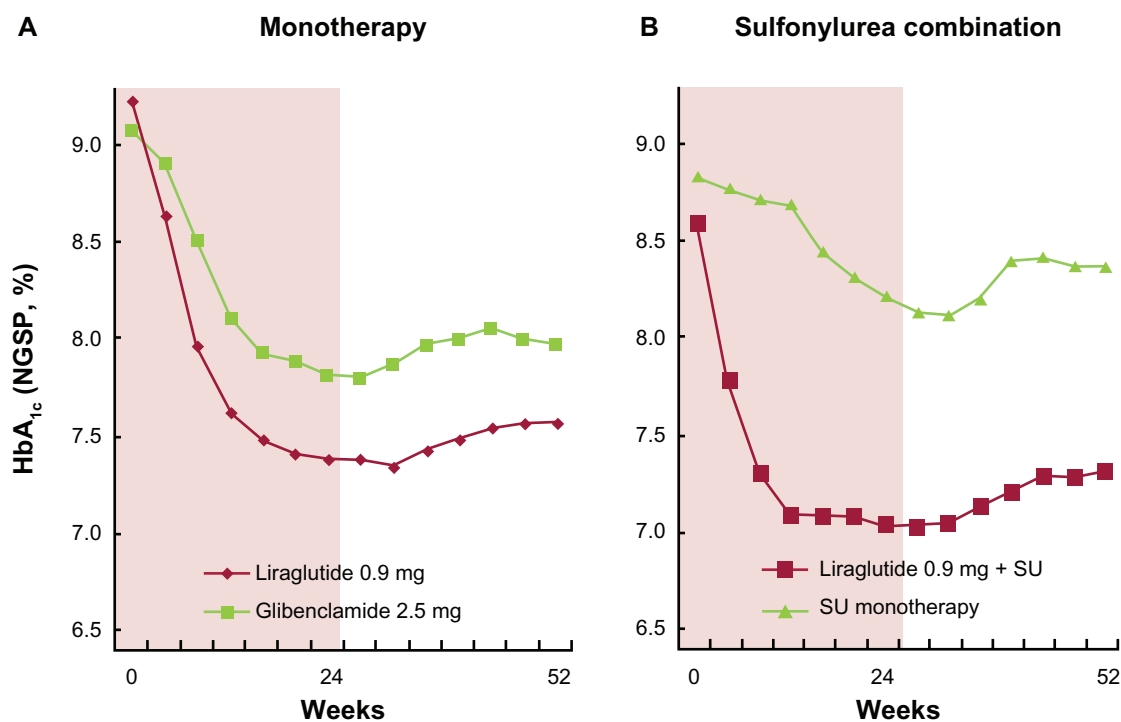 A Monotherapy
HbA1c (NGSP, %)
9.0
8.5
8.0
7.5
7.0
6.5
Liraglutide 0.9 mg
Glibenclamide 2.5 mg
0 24 52
Weeks
B Sulfonylurea combination
9.0
8.5
8.0
7.5
7.0
6.5
Liraglutide 0.9 mg + SU
SU monotherapy
0 24 52
Weeks